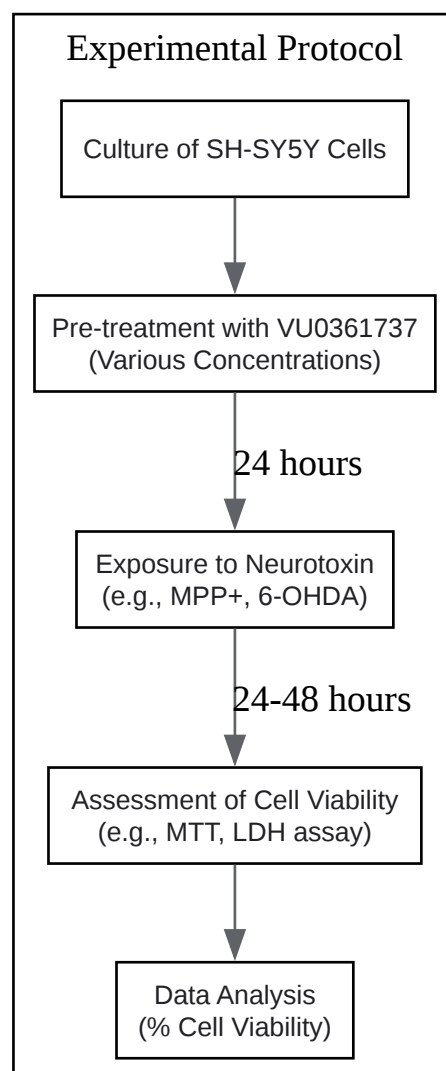 Experimental Protocol
Culture of SH-SY5Y Cells
Pre-treatment with VU0361737
(Various Concentrations)
24 hours
Exposure to Neurotoxin
(e.g., MPP+, 6-OHDA)
24-48 hours
Assessment of Cell Viability
(e.g., MTT, LDH assay)
Data Analysis
(% Cell Viability)